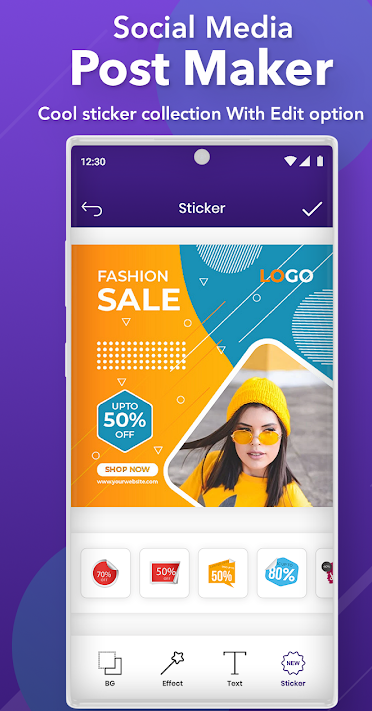 Social Media
Post Maker
Cool sticker collection With Edit option
12:30
Sticker
FASHION
SALE
LOGO
UPTO
50%
OFF
SHOP NOW
www.yourwebsite.com
70%
OFF
50%
50%
80%
BG
Effect
Text
NEW
Sticker